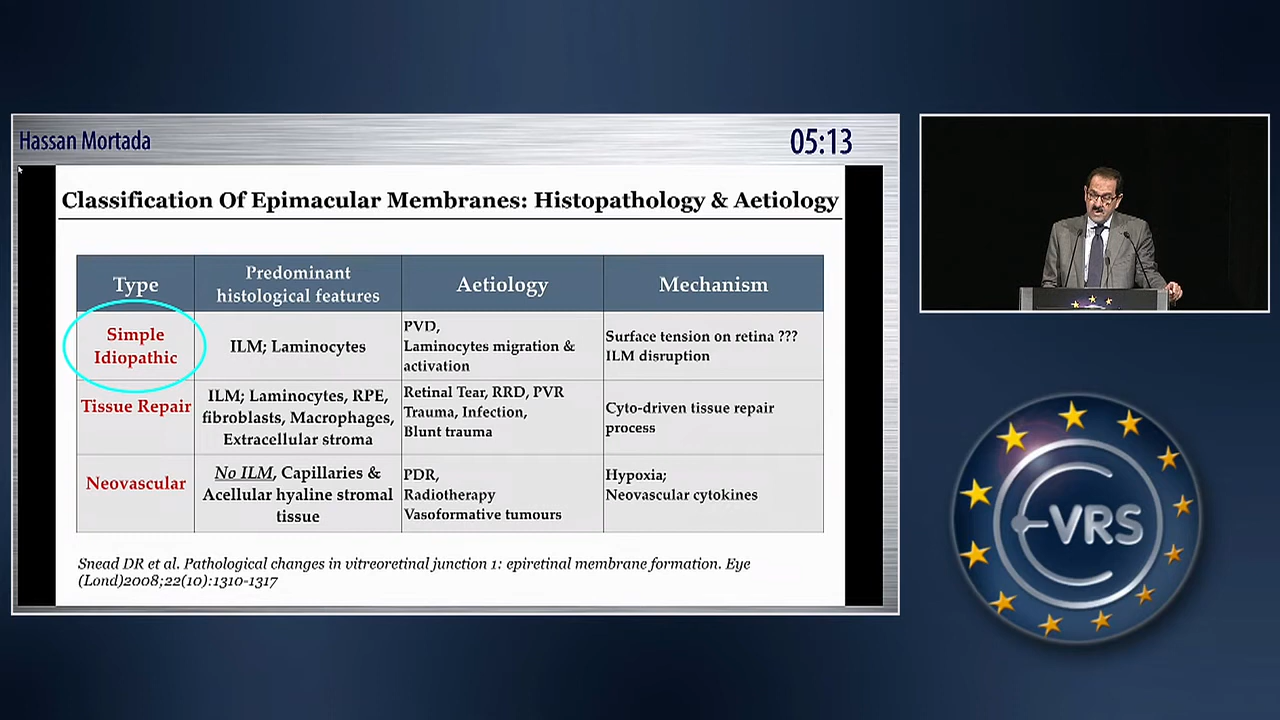 Hassan Mortada
05:13
Classification Of Epimacular Membranes: Histopathology & Aetiology
Type
Predominant
histological features
Aetiology
Mechanism
Simple
Idiopathic
ILM; Laminocytes
PVD,
Laminocytes migration &
activation
Surface tension on retina ???
ILM disruption
Tissue Repair
ILM; Laminocytes, RPE,
fibroblasts, Macrophages,
Extracellular stroma
Retinal Tear, RRD, PVR
Trauma, Infection,
Blunt trauma
Cyto-driven tissue repair
process
Neovascular
No ILM, Capillaries &
Acellular hyaline stromal
tissue
PDR
Radiotherapy
Vasoformative tumours
Hypoxia;
Neovascular cytokines
Snead DR et al. Pathological changes in vitreoretinal junction 1: epiretinal membrane formation. Eye
(Lond)2008;22(10):1310-1317
EVRS